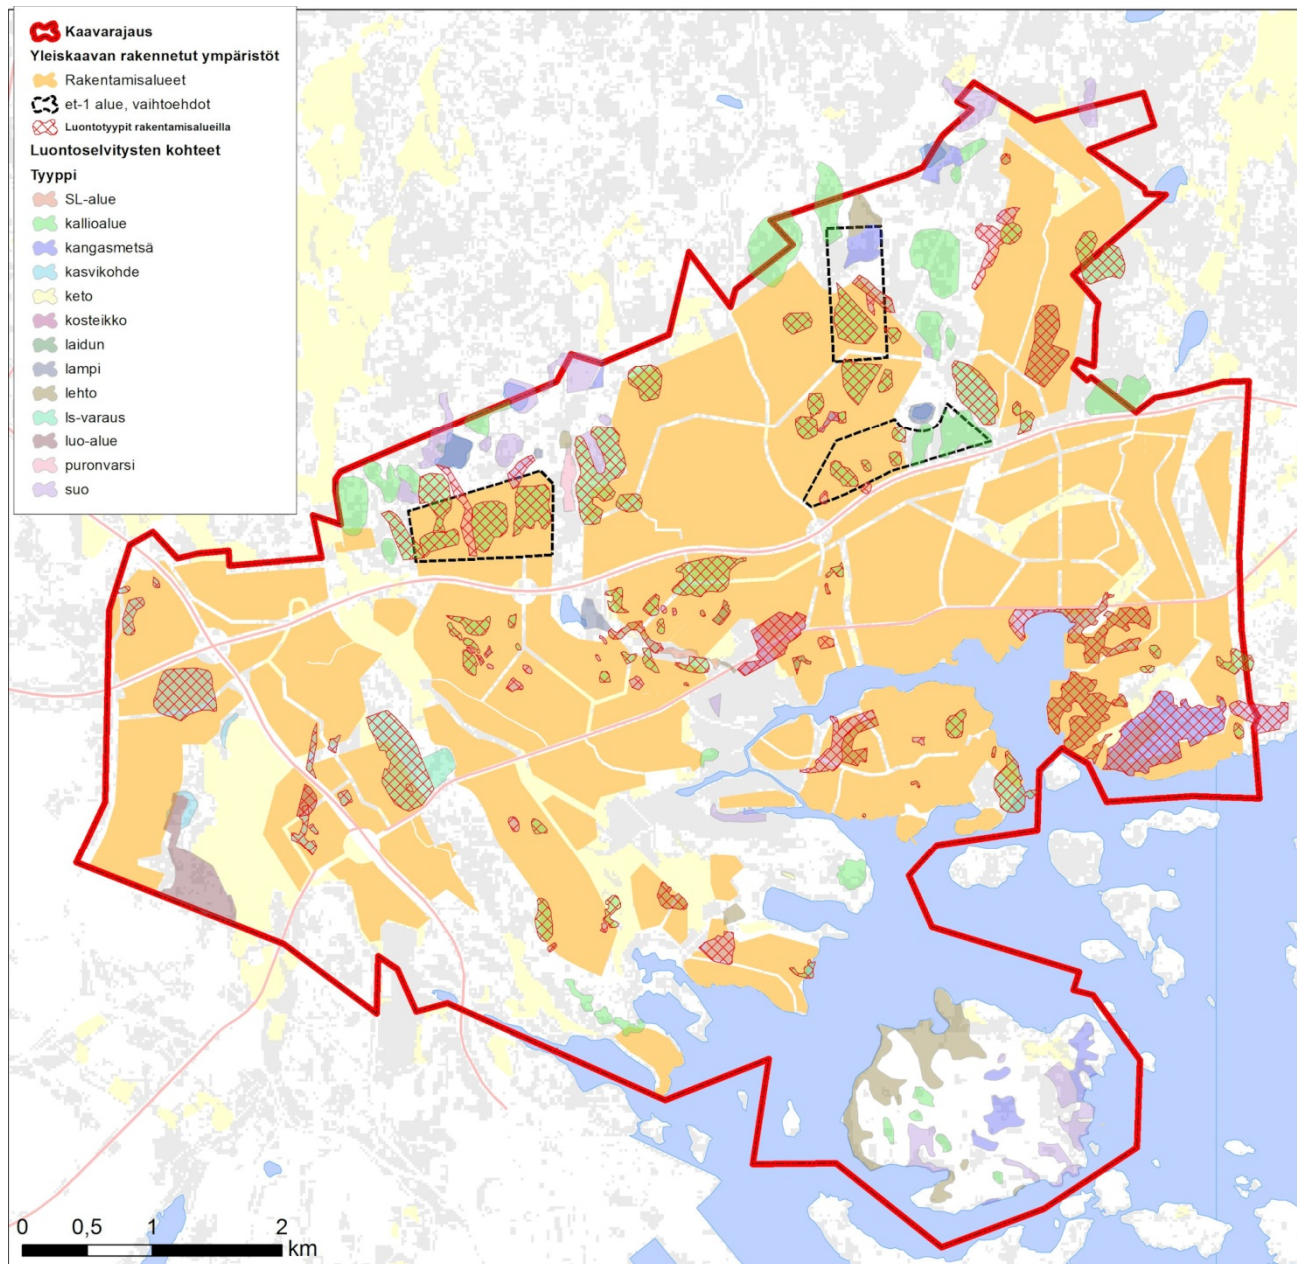 Kaavarajaus
Yleiskaavan rakennetut ympäristöt
Rakentamisalueet
et-1 alue, vaihtoehdot
Luontotyypit rakentamisalueilla
Luontoselvitysten kohteet
Tyyppi
SL-alue
kallioalue
kangasmetsä
kasvikohde
keto
kosteikko
laidun
lampi
lehto
ls-varaus
luo-alue
puronvarsi
suo
0 0,5 1 2
km